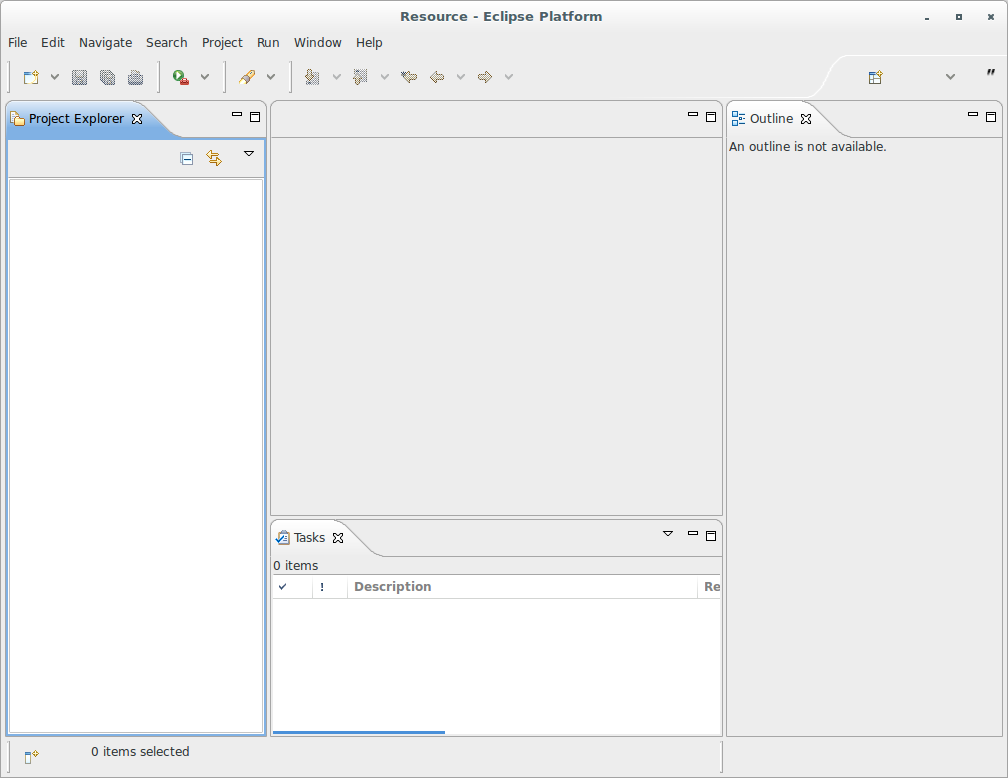 Resource - Eclipse Platform
File Edit Navigate Search Project Run Window Help
Project Explorer
Outline
An outline is not available.
Tasks
0 items
! Description Re
0 items selected